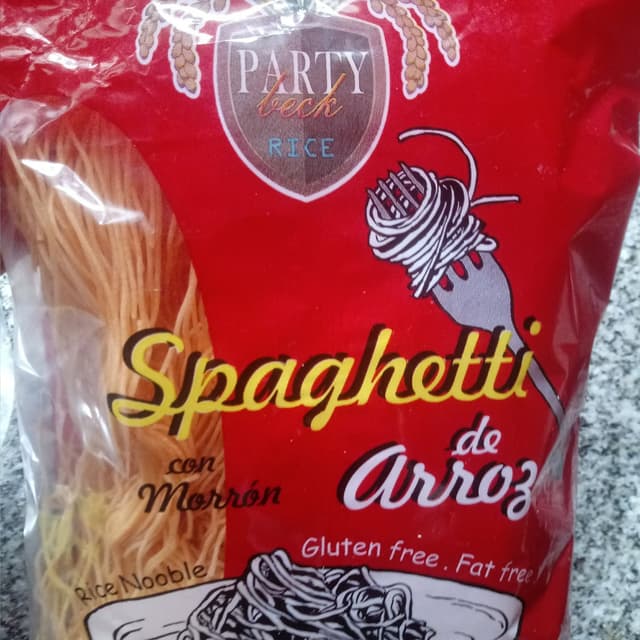 PARTY
beck
RICE
Spaghetti
de
Arroz
con
Morrón
Gluten free. Fat free.
Rice Nooble